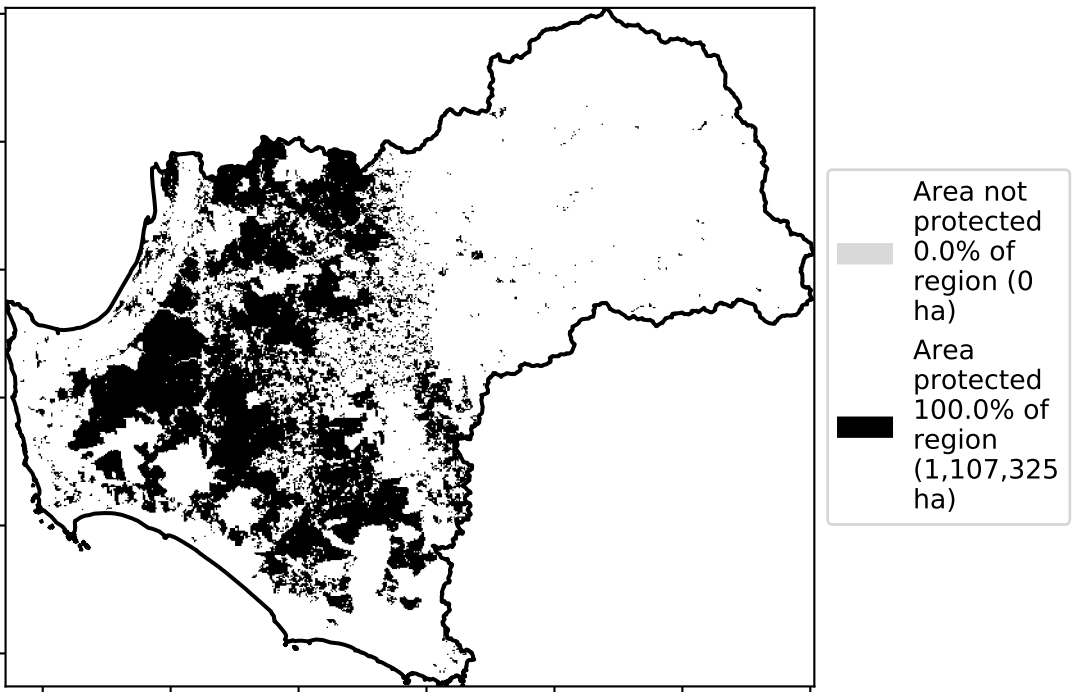 Area not
protected
0.0% of
region (0
ha)
Area
protected
100.0% of
region
(1,107,325
ha)